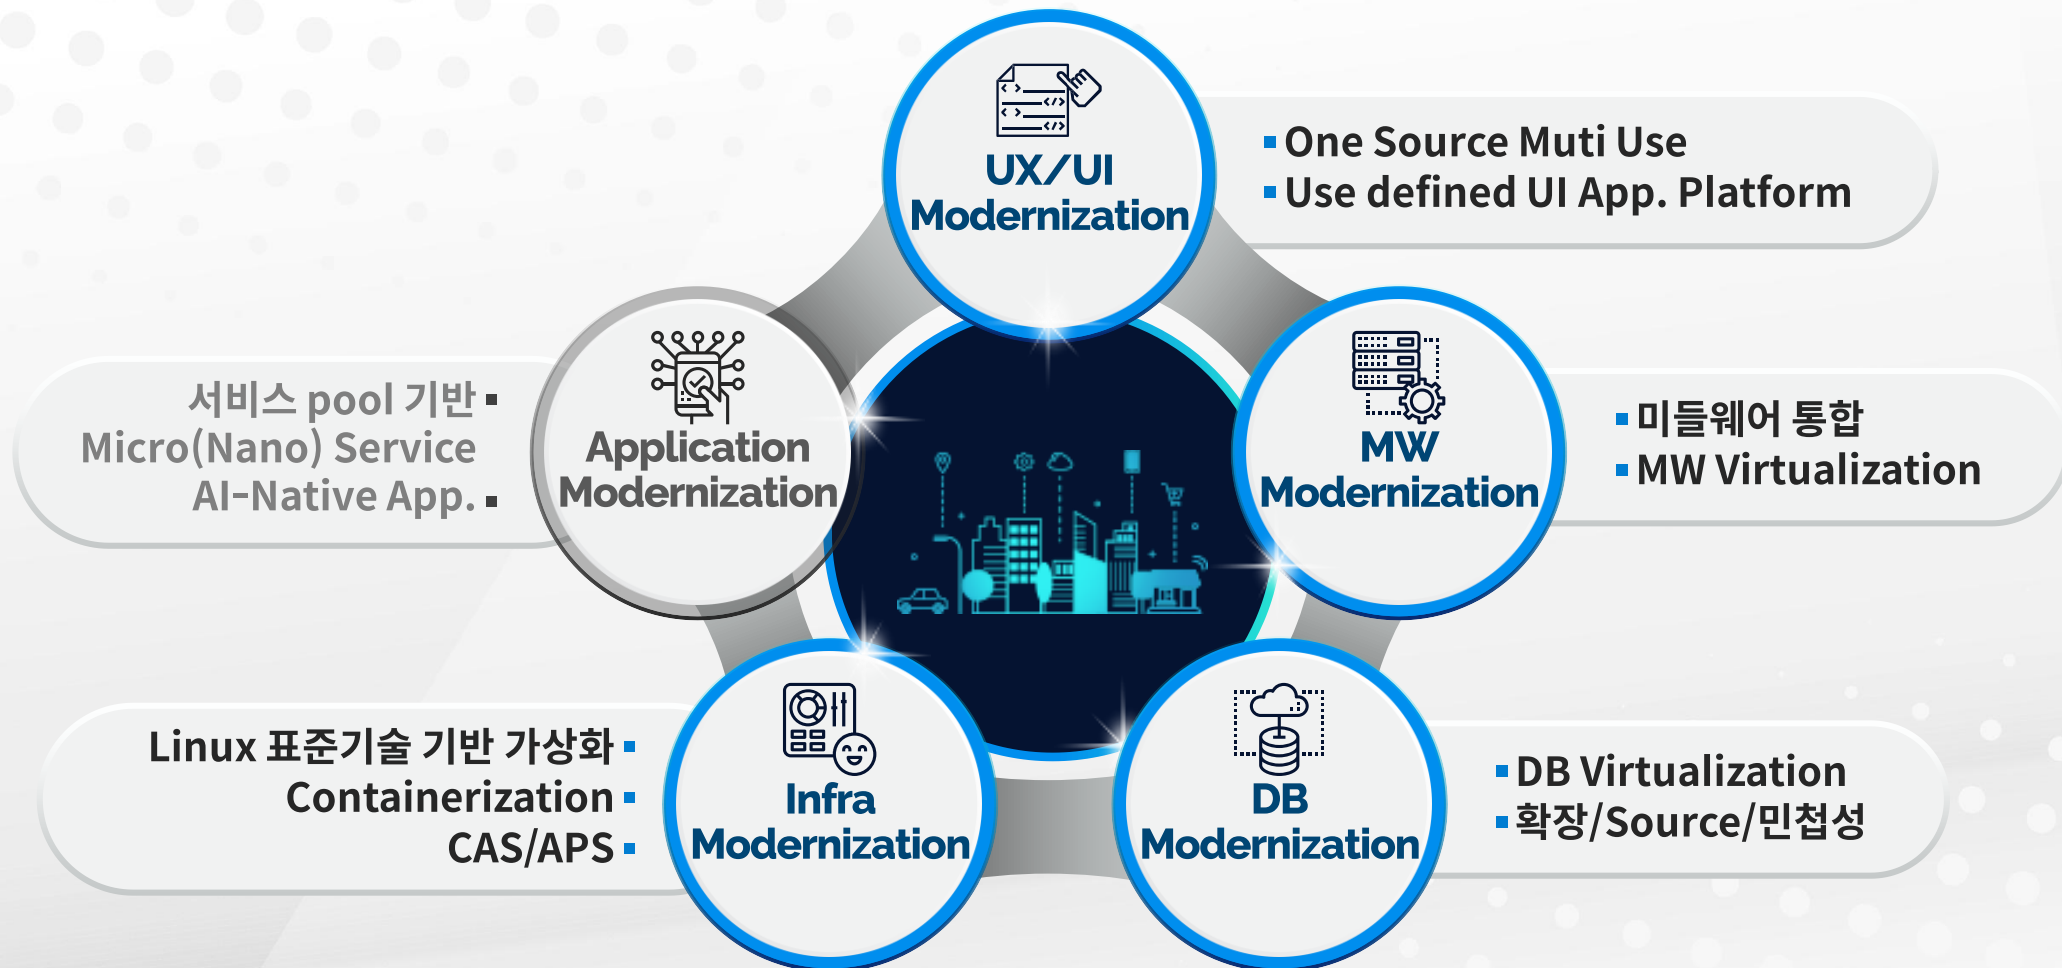 UX/UI
Modernization
One Source Muti Use
Use defined UI App. Platform
Application
Modernization
서비스 pool 기반
Micro(Nano) Service
AI-Native App.
MW
Modernization
미들웨어 통합
MW Virtualization
Infra
Modernization
Linux 표준기술 기반 가상화
Containerization
CAS/APS
DB
Modernization
DB Virtualization
확장/Source/민첩성